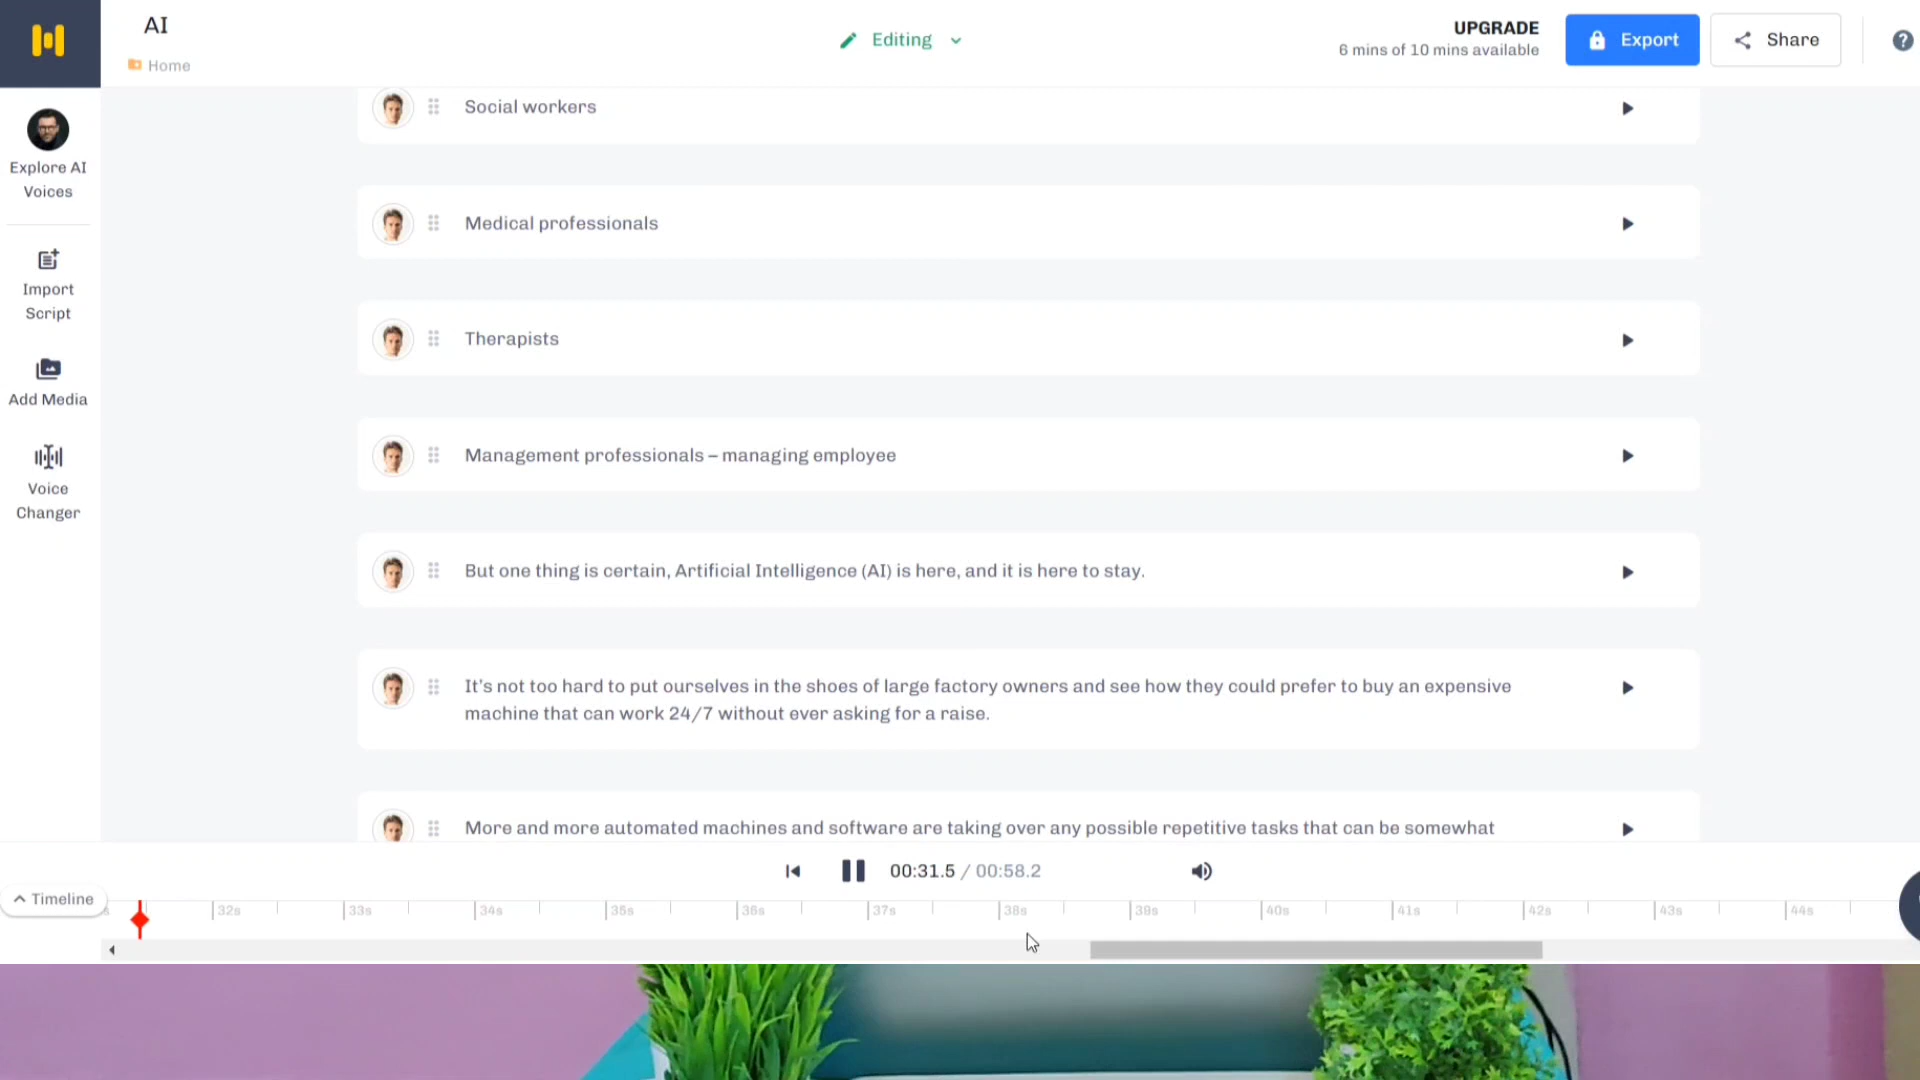 AI
Editing
UPGRADE
6 mins of 10 mins available
Export
Share
?
Home
Explore AI
Voices
Import
Script
Add Media
Voice
Changer
Social workers
Medical professionals
Therapists
Management professionals – managing employee
But one thing is certain, Artificial Intelligence (AI) is here, and it is here to stay.
It's not too hard to put ourselves in the shoes of large factory owners and see how they could prefer to buy an expensive
machine that can work 24/7 without ever asking for a raise.
More and more automated machines and software are taking over any possible repetitive tasks that can be somewhat
00:31.5 / 00:58.2
Timeline
32s 33s 34s 35s 36s 37s 38s 39s 40s 41s 42s 43s 44s